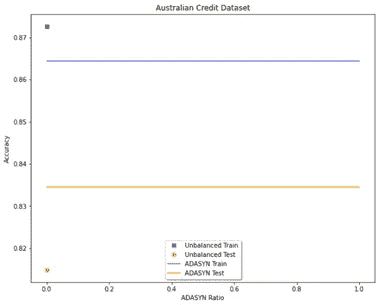 Australian Credit Dataset
0.87
0.86
0.85
0.84
0.83
0.82
Accuracy
Unbalanced Train
Unbalanced Test
ADASYN Train
ADASYN Test
0.0 0.2 0.4 0.6 0.8 1.0
ADASYN Ratio